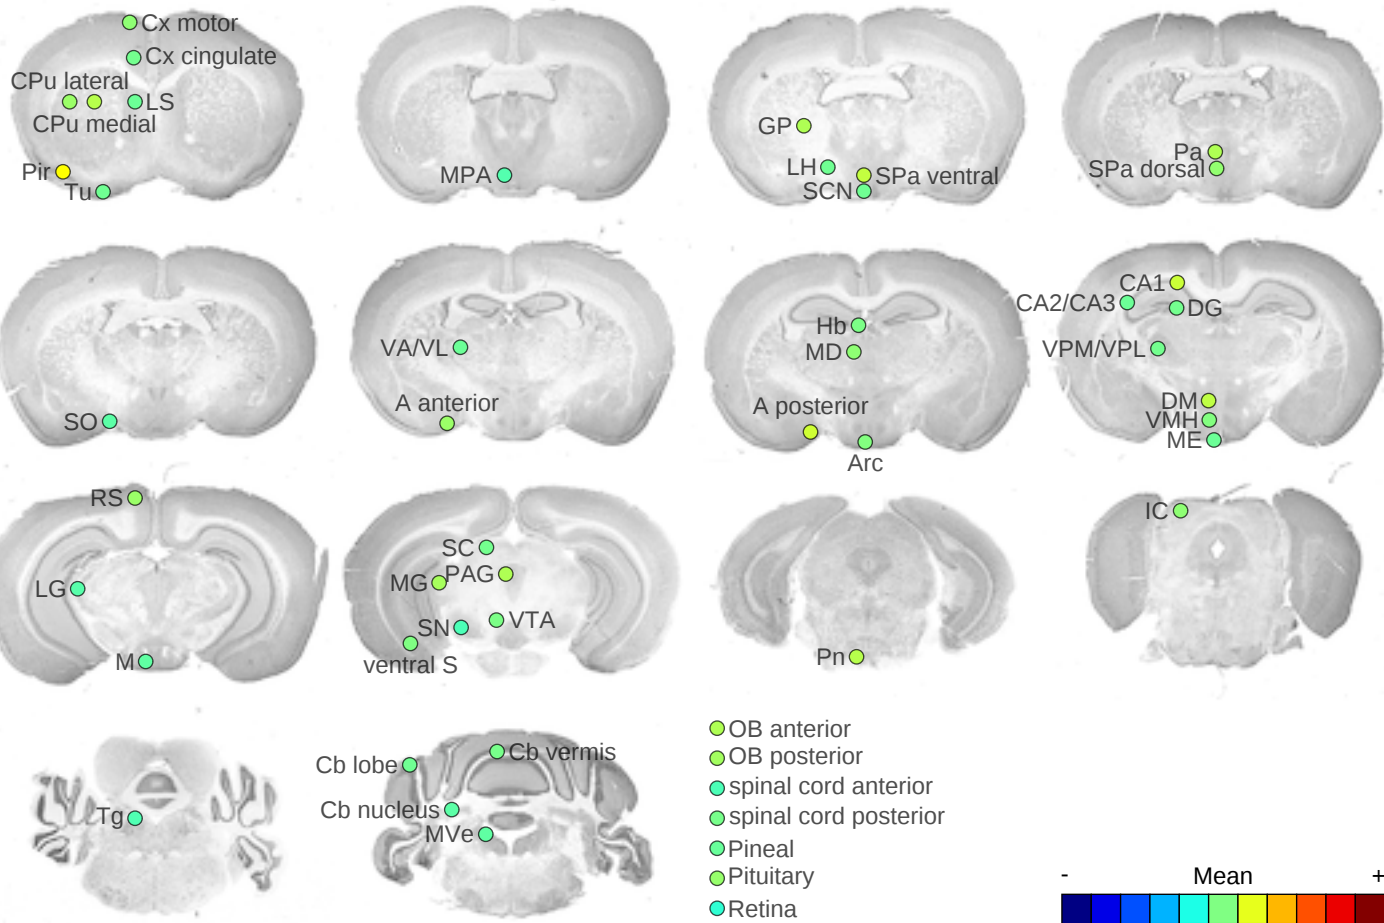 Cx motor
Cx cingulate
CPu lateral
LS
CPu medial
Pir
Tu
MPA
GP
LH
SPa ventral
SCN
Pa
SPa dorsal
SO
VA/VL
A anterior
Hb
MD
A posterior
Arc
CA1
CA2/CA3
DG
VPM/VPL
DM
VMH
ME
RS
LG
M
SC
MG
PAG
SN
VTA
ventral S
Pn
IC
Tg
Cb lobe
Cb vermis
Cb nucleus
MVe
OB anterior
OB posterior
spinal cord anterior
spinal cord posterior
Pineal
Pituitary
Retina
- Mean +